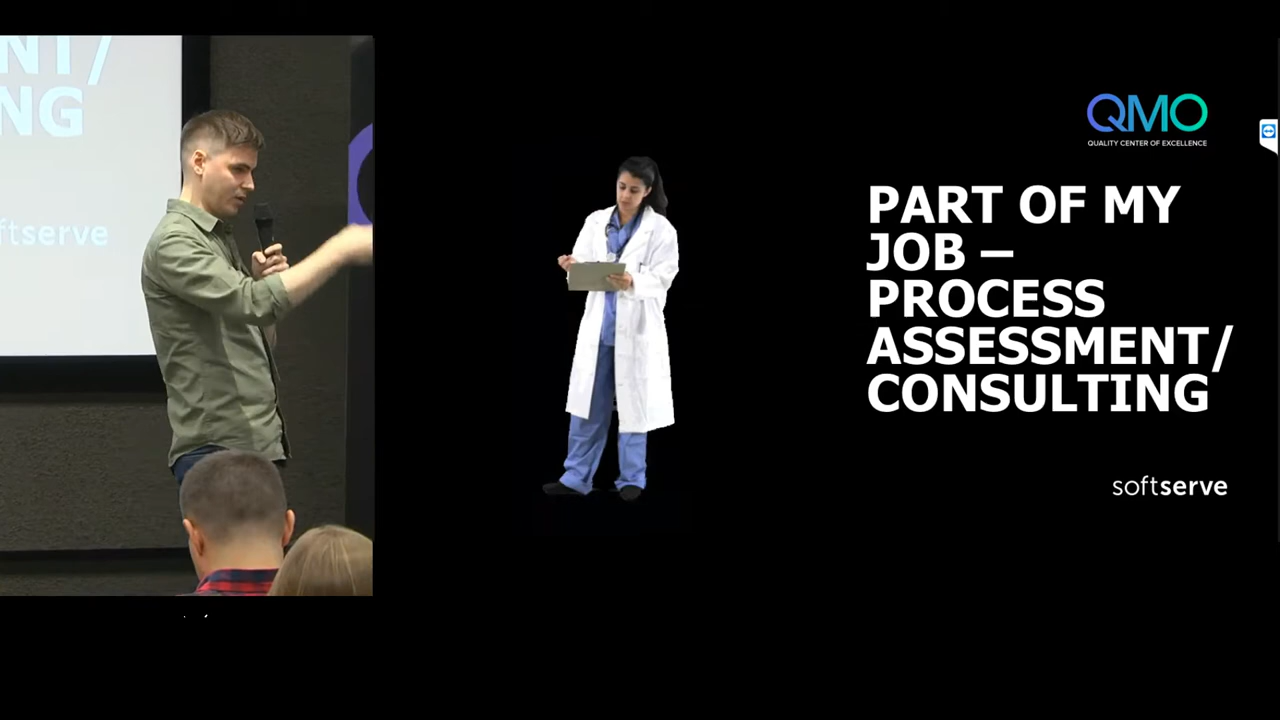 NT/
NG
ftserve
QMO
QUALITY CENTER OF EXCELLENCE
PART OF MY
JOB –
PROCESS
ASSESSMENT/
CONSULTING
softserve